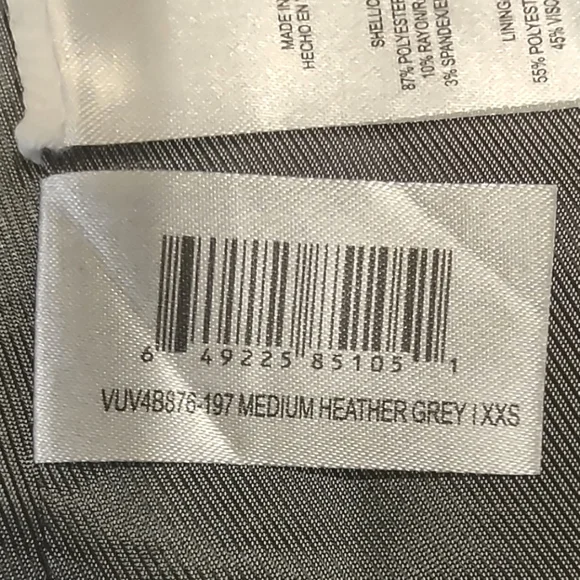 MADE IN
HECHO EN
87% POLYESTER
10% RAYON/R
3% SPANDEX
LINING
55% POLYEST
45% VISC
6 49225 85105 1
VUV4B876-197 MEDIUM HEATHER GREY | XXS